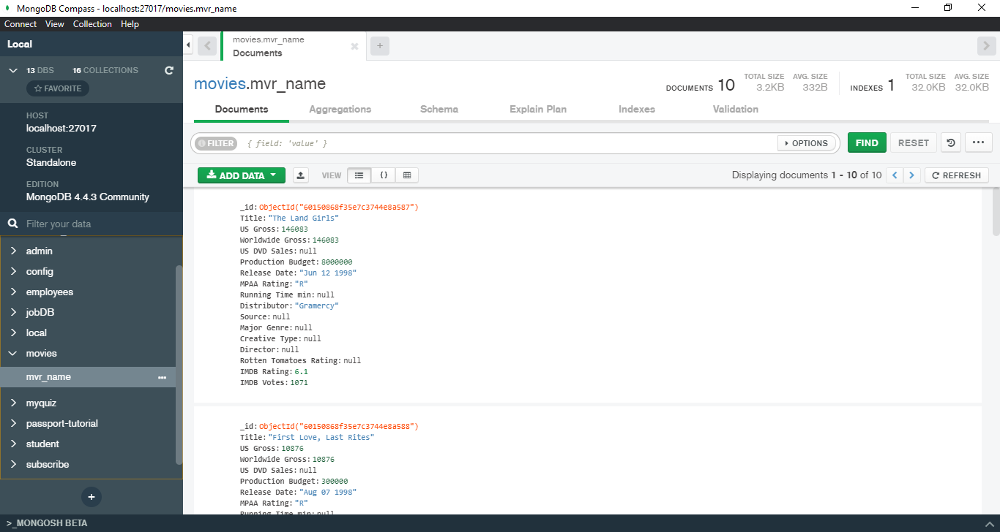 MongoDB Compass - localhost:27017/movies.mvr_name
Connect View Collection Help
Local
13 DBS 16 COLLECTIONS
FAVORITE
HOST
localhost:27017
CLUSTER
Standalone
EDITION
MongoDB 4.4.3 Community
Filter your data
admin
config
employees
jobDB
local
movies
mvr_name
myquiz
passport-tutorial
student
subscribe
+
>_MONGOSH BETA
movies.mvr_name
Documents
+
movies.mvr_name
DOCUMENTS 10
TOTAL SIZE AVG. SIZE
3.2KB 332B
INDEXES 1
TOTAL SIZE AVG. SIZE
32.0KB 32.0KB
Documents Aggregations Schema Explain Plan Indexes Validation
FILTER { field: 'value' } OPTIONS FIND RESET ...
ADD DATA VIEW {} Displaying documents 1 - 10 of 10 < > REFRESH
_id: ObjectId("60150868f35e7c3744e8a587")
Title: "The Land Girls"
US Gross: 146083
Worldwide Gross: 146083
US DVD Sales: null
Production Budget: 8000000
Release Date: "Jun 12 1998"
MPAA Rating: "R"
Running Time min: null
Distributor: "Gramercy"
Source: null
Major Genre: null
Creative Type: null
Director: null
Rotten Tomatoes Rating: null
IMDB Rating: 6.1
IMDB Votes: 1071
_id: ObjectId("60150868f35e7c3744e8a588")
Title: "First Love, Last Rites"
US Gross: 10876
Worldwide Gross: 10876
US DVD Sales: null
Production Budget: 300000
Release Date: "Aug 07 1998"
MPAA Rating: "R"
Running Time min: null